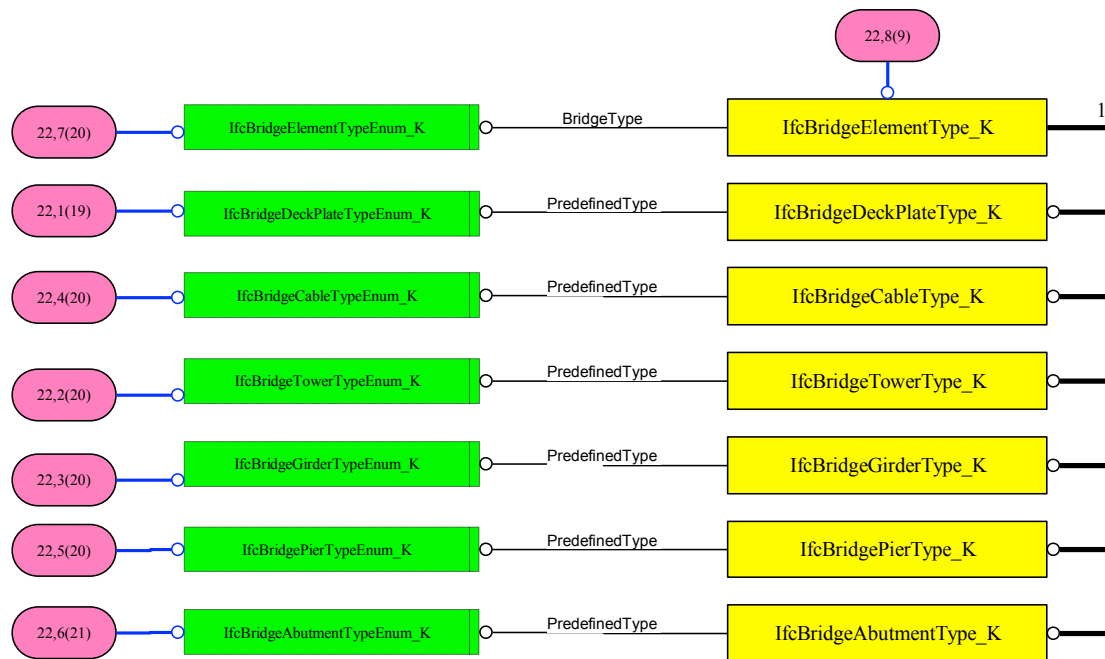 22,8(9)
22,7(20) IfcBridgeElementTypeEnum_K BridgeType IfcBridgeElementType_K 1
22,1(19) IfcBridgeDeckPlateTypeEnum_K PredefinedType IfcBridgeDeckPlateType_K
22,4(20) IfcBridgeCableTypeEnum_K PredefinedType IfcBridgeCableType_K
22,2(20) IfcBridgeTowerTypeEnum_K PredefinedType IfcBridgeTowerType_K
22,3(20) IfcBridgeGirderTypeEnum_K PredefinedType IfcBridgeGirderType_K
22,5(20) IfcBridgePierTypeEnum_K PredefinedType IfcBridgePierType_K
22,6(21) IfcBridgeAbutmentTypeEnum_K PredefinedType IfcBridgeAbutmentType_K